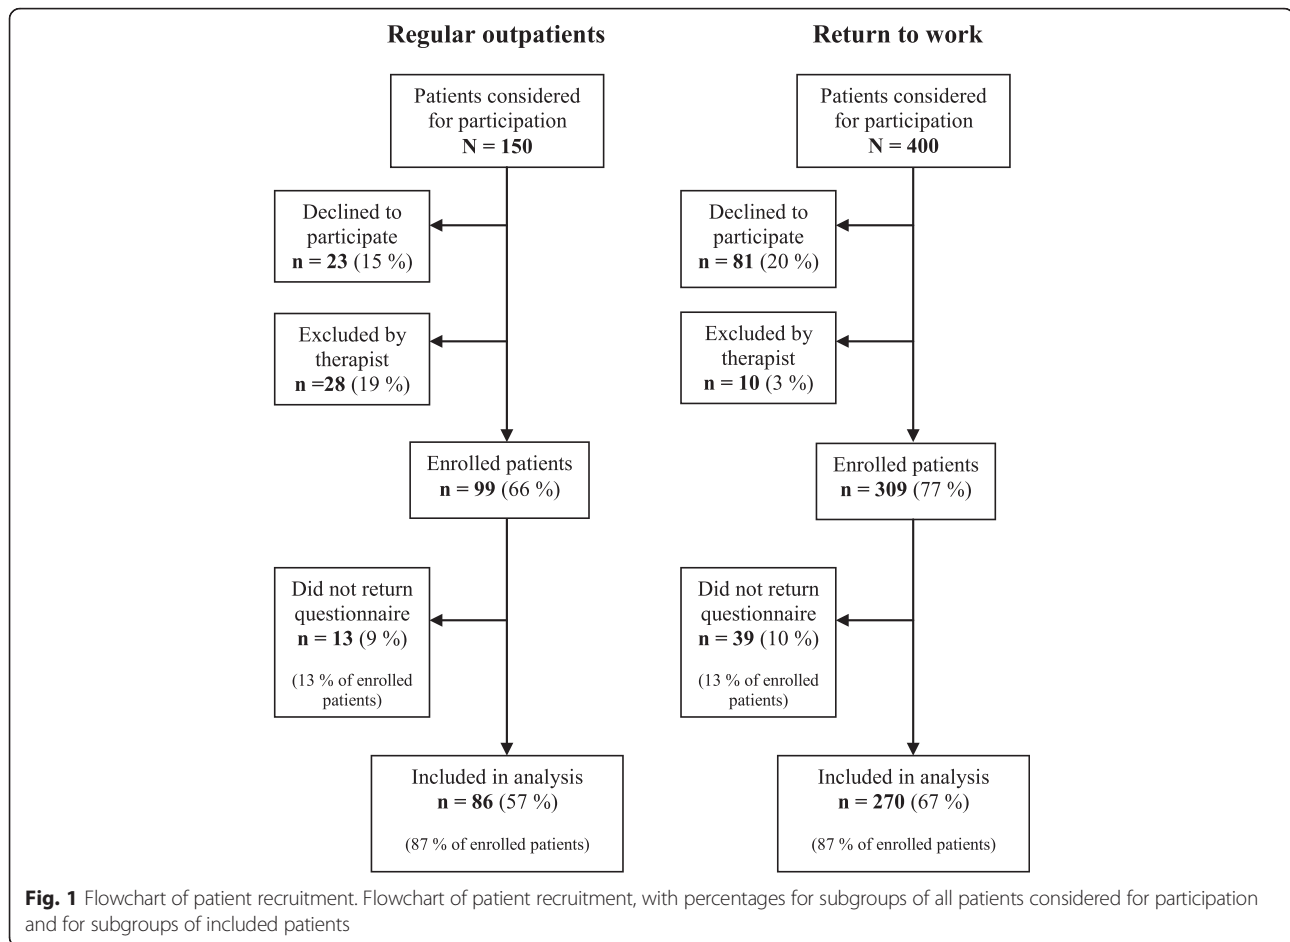 Regular outpatients
Patients considered
for participation
N = 150
Declined to
participate
n = 23 (15 %)
Excluded by
therapist
n =28 (19 %)
Enrolled patients
n = 99 (66 %)
Did not return
questionnaire
n = 13 (9 %)
(13 % of enrolled
patients)
Included in analysis
n = 86 (57 %)
(87 % of enrolled patients)
Return to work
Patients considered
for participation
N = 400
Declined to
participate
n = 81 (20 %)
Excluded by
therapist
n = 10 (3 %)
Enrolled patients
n = 309 (77 %)
Did not return
questionnaire
n = 39 (10 %)
(13 % of enrolled
patients)
Included in analysis
n = 270 (67 %)
(87 % of enrolled patients)
Fig. 1 Flowchart of patient recruitment. Flowchart of patient recruitment, with percentages for subgroups of all patients considered for participation
and for subgroups of included patients